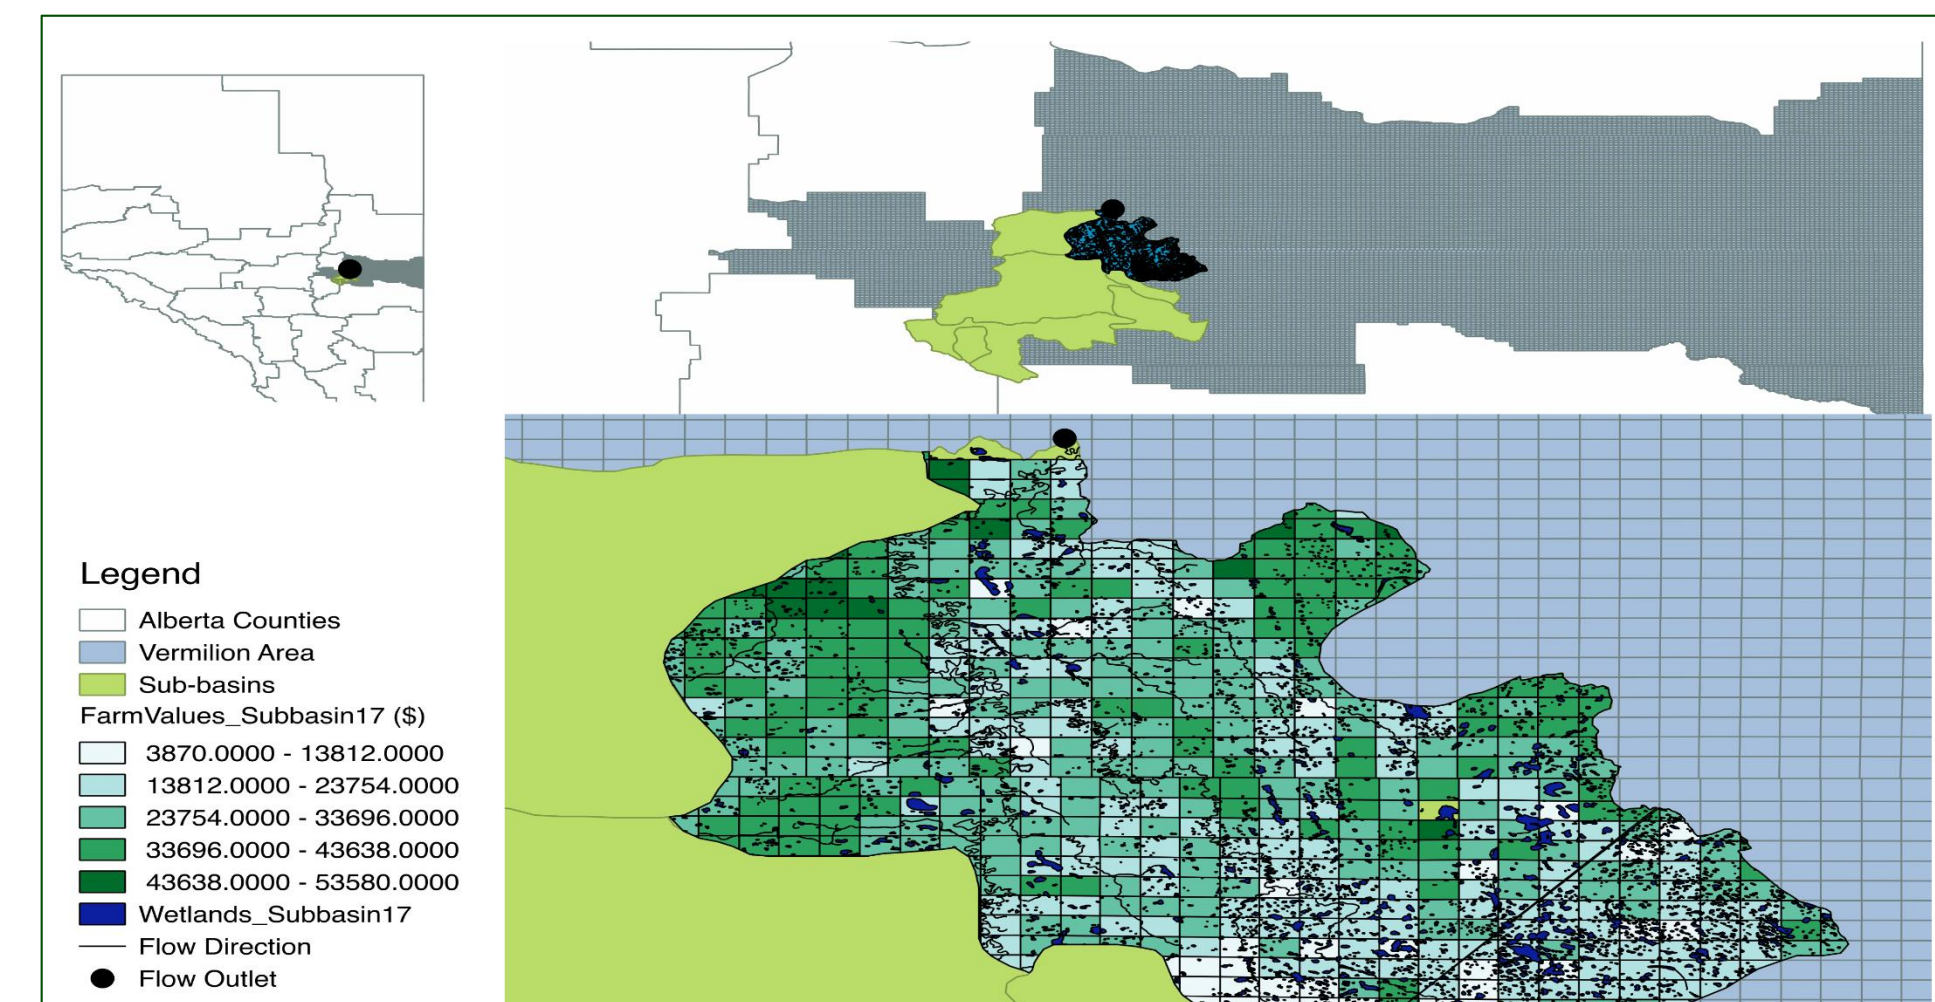 Legend
Alberta Counties
Vermilion Area
Sub-basins
FarmValues_Subbasin17 ($)
3870.0000 - 13812.0000
13812.0000 - 23754.0000
23754.0000 - 33696.0000
33696.0000 - 43638.0000
43638.0000 - 53580.0000
Wetlands_Subbasin17
Flow Direction
Flow Outlet